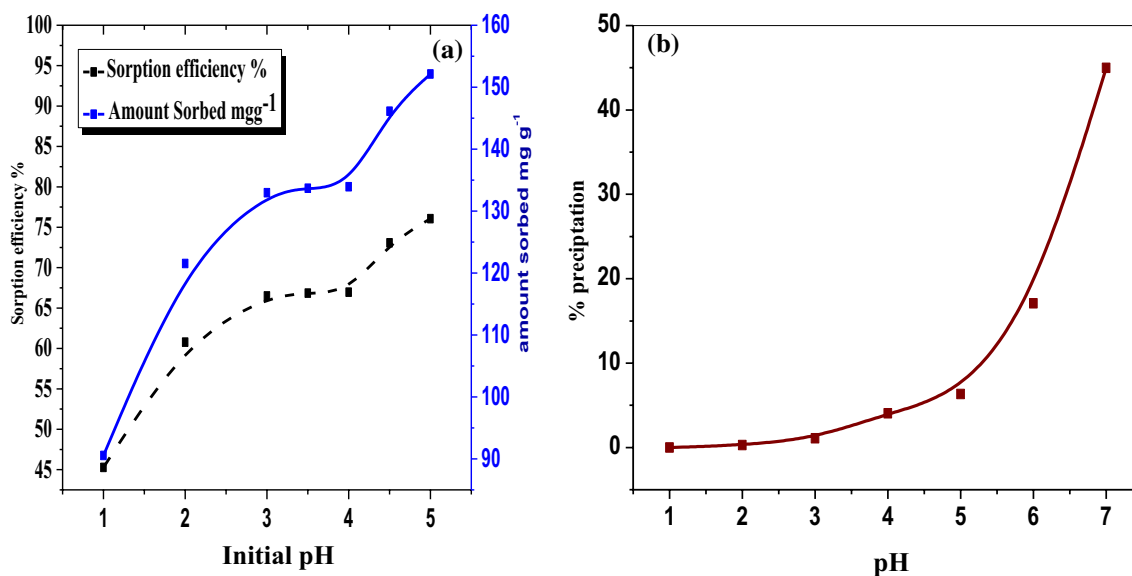 (a)
Sorption efficiency %
Amount Sorbed mgg-1
Sorption efficiency %
100
95
90
85
80
75
70
65
60
55
50
45
160
150
140
130
120
110
100
90
amount sorbed mg g-1
1 2 3 4 5
Initial pH
(b)
% preciptation
50
40
30
20
10
0
1 2 3 4 5 6 7
pH